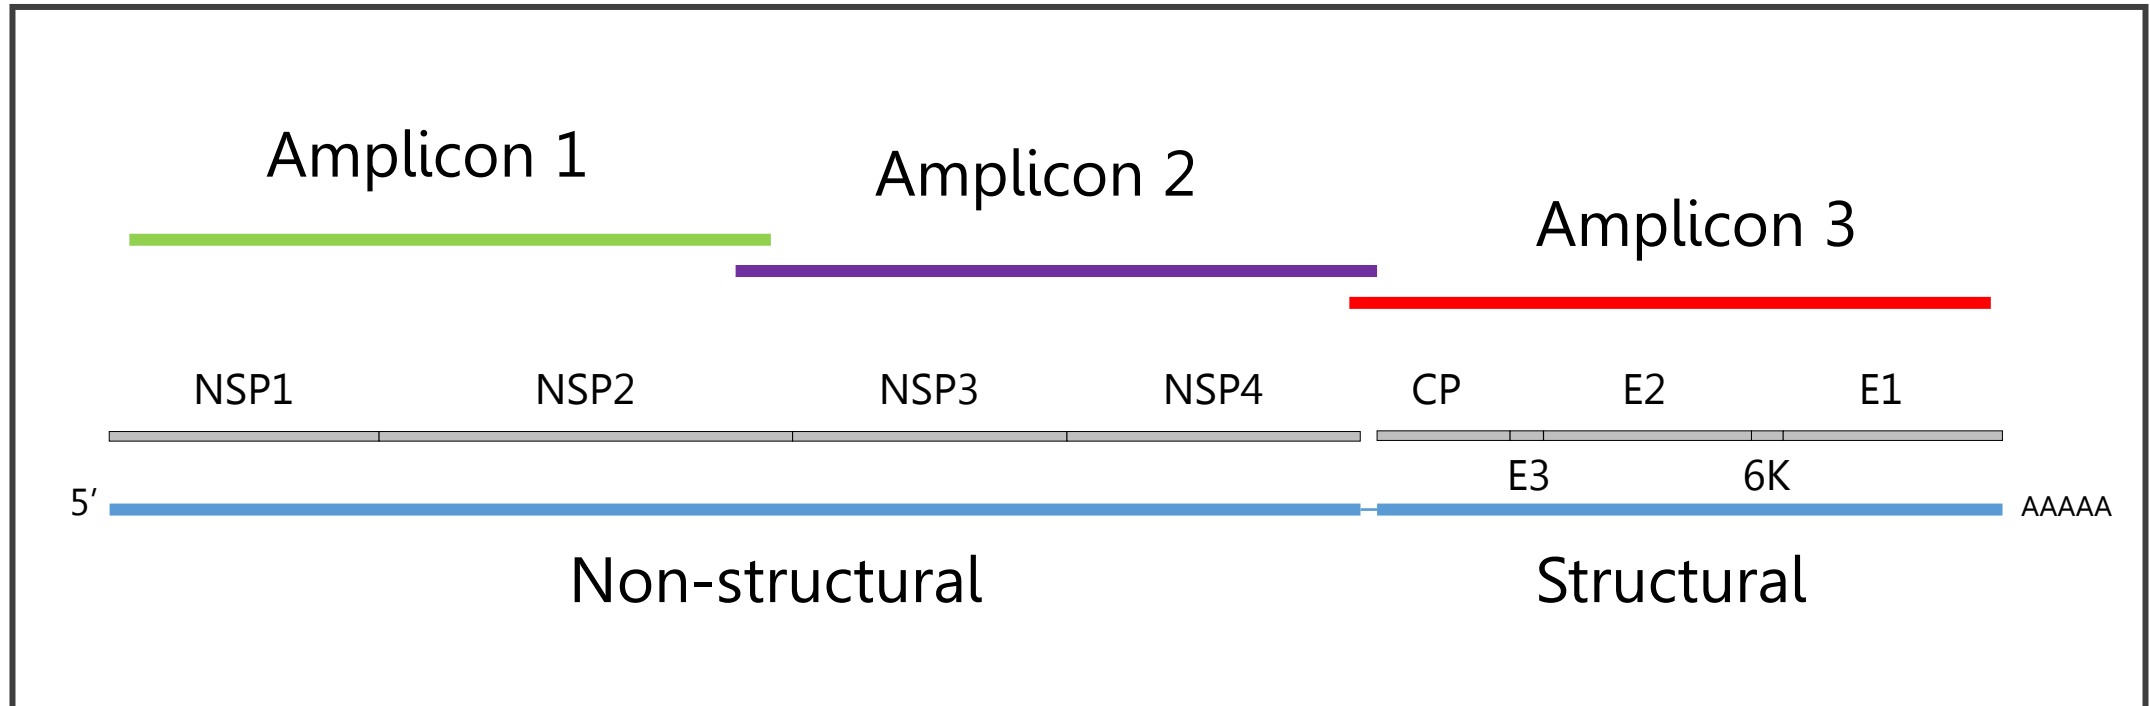 Amplicon 1
Amplicon 2
Amplicon 3
NSP1 NSP2 NSP3 NSP4 CP E2 E1
E3 6K
5′ AAAAA
Non-structural Structural